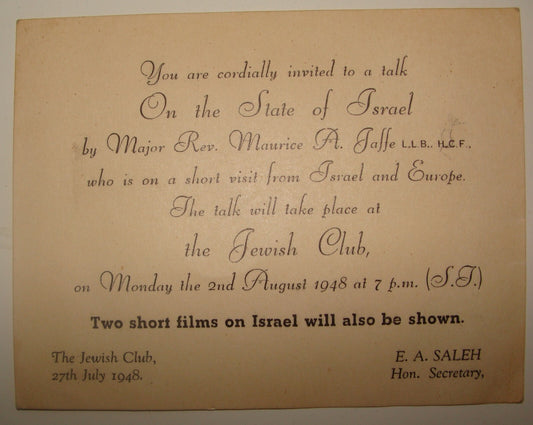 You are cordially invited to a talk
On the State of Israel
by Major Rev. Maurice A. Jaffe L.L.B., H.C.F.,
who is on a short visit from Israel and Europe.
The talk will take place at
the Jewish Club,
on Monday the 2nd August 1948 at 7 p.m. (S.T.)
Two short films on Israel will also be shown.
The Jewish Club,
27th July 1948.
E. A. SALEH
Hon. Secretary,